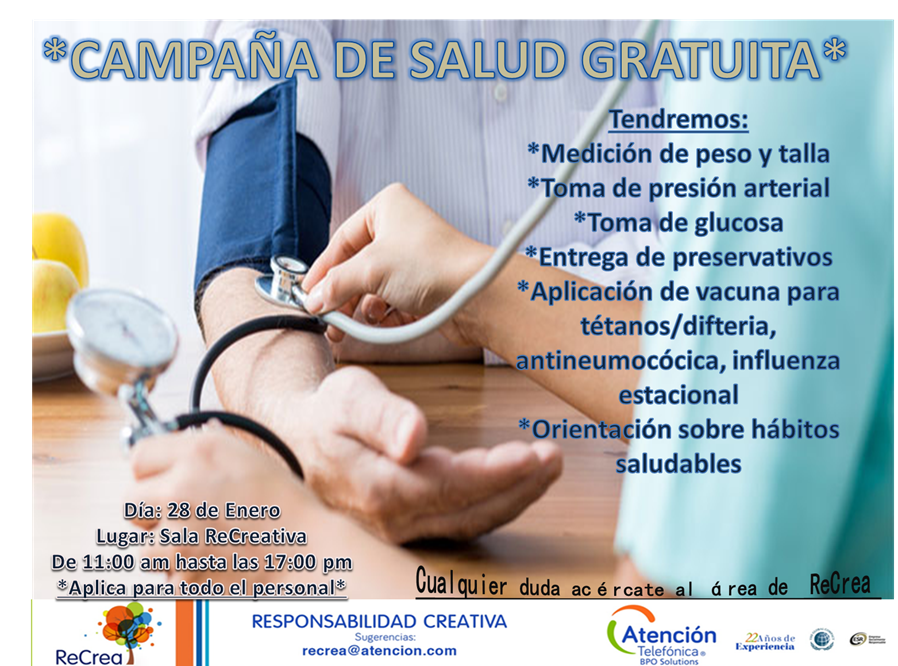 *CAMPAÑA DE SALUD GRATUITA*
Tendremos:
*Medición de peso y talla
*Toma de presión arterial
*Toma de glucosa
*Entrega de preservativos
*Aplicación de vacuna para
tétanos/difteria,
antineumocócica, influenza
estacional
*Orientación sobre hábitos
saludables
Día: 28 de Enero
Lugar: Sala ReCreativa
De 11:00 am hasta las 17:00 pm
*Aplica para todo el personal*
Cualquier duda acércate al área de ReCrea
ReCrea
RESPONSABILIDAD CREATIVA
Sugerencias:
recrea@atencion.com
Atención
Telefónica®
BPO Solutions
22 Años de
Experiencia
ESR